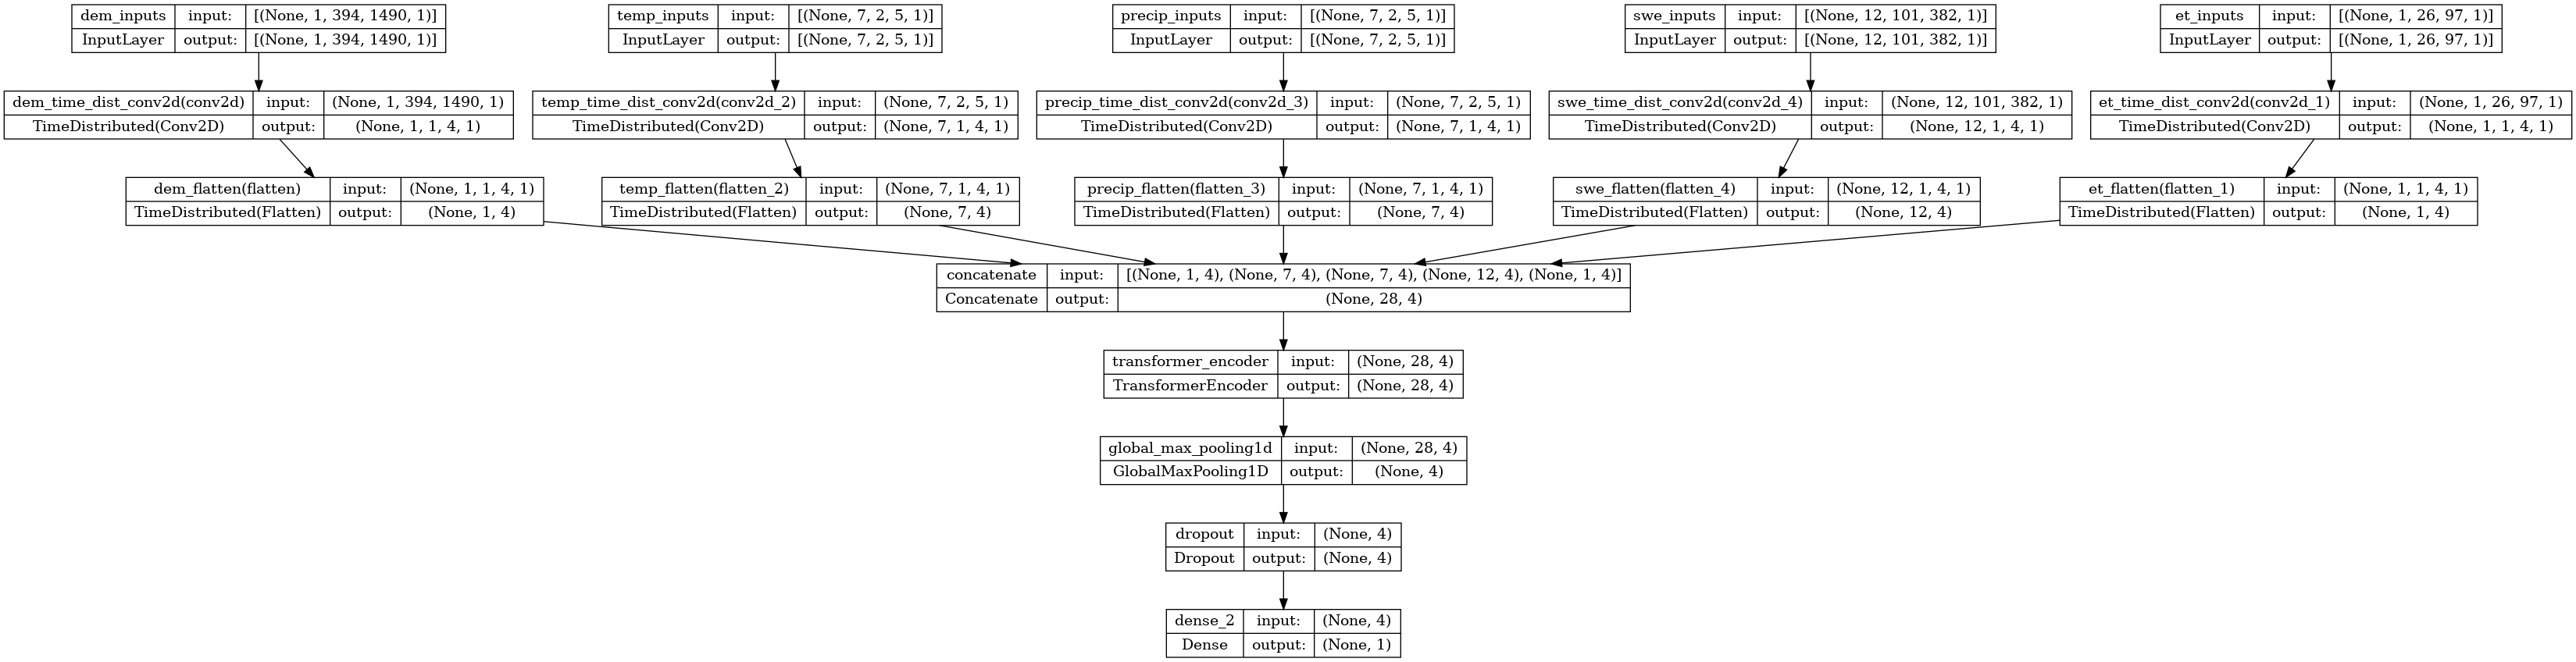 dem_inputs input: [(None, 1, 394, 1490, 1)]
InputLayer output: [(None, 1, 394, 1490, 1)]
temp_inputs input: [(None, 7, 2, 5, 1)]
InputLayer output: [(None, 7, 2, 5, 1)]
precip_inputs input: [(None, 7, 2, 5, 1)]
InputLayer output: [(None, 7, 2, 5, 1)]
swe_inputs input: [(None, 12, 101, 382, 1)]
InputLayer output: [(None, 12, 101, 382, 1)]
et_inputs input: [(None, 1, 26, 97, 1)]
InputLayer output: [(None, 1, 26, 97, 1)]
dem_time_dist_conv2d(conv2d) input: (None, 1, 394, 1490, 1)
TimeDistributed(Conv2D) output: (None, 1, 1, 4, 1)
temp_time_dist_conv2d(conv2d_2) input: (None, 7, 2, 5, 1)
TimeDistributed(Conv2D) output: (None, 7, 1, 4, 1)
precip_time_dist_conv2d(conv2d_3) input: (None, 7, 2, 5, 1)
TimeDistributed(Conv2D) output: (None, 7, 1, 4, 1)
swe_time_dist_conv2d(conv2d_4) input: (None, 12, 101, 382, 1)
TimeDistributed(Conv2D) output: (None, 12, 1, 4, 1)
et_time_dist_conv2d(conv2d_1) input: (None, 1, 26, 97, 1)
TimeDistributed(Conv2D) output: (None, 1, 1, 4, 1)
dem_flatten(flatten) input: (None, 1, 1, 4, 1)
TimeDistributed(Flatten) output: (None, 1, 4)
temp_flatten(flatten_2) input: (None, 7, 1, 4, 1)
TimeDistributed(Flatten) output: (None, 7, 4)
precip_flatten(flatten_3) input: (None, 7, 1, 4, 1)
TimeDistributed(Flatten) output: (None, 7, 4)
swe_flatten(flatten_4) input: (None, 12, 1, 4, 1)
TimeDistributed(Flatten) output: (None, 12, 4)
et_flatten(flatten_1) input: (None, 1, 1, 4, 1)
TimeDistributed(Flatten) output: (None, 1, 4)
concatenate input: [(None, 1, 4), (None, 7, 4), (None, 7, 4), (None, 12, 4), (None, 1, 4)]
Concatenate output: (None, 28, 4)
transformer_encoder input: (None, 28, 4)
TransformerEncoder output: (None, 28, 4)
global_max_pooling1d input: (None, 28, 4)
GlobalMaxPooling1D output: (None, 4)
dropout input: (None, 4)
Dropout output: (None, 4)
dense_2 input: (None, 4)
Dense output: (None, 1)